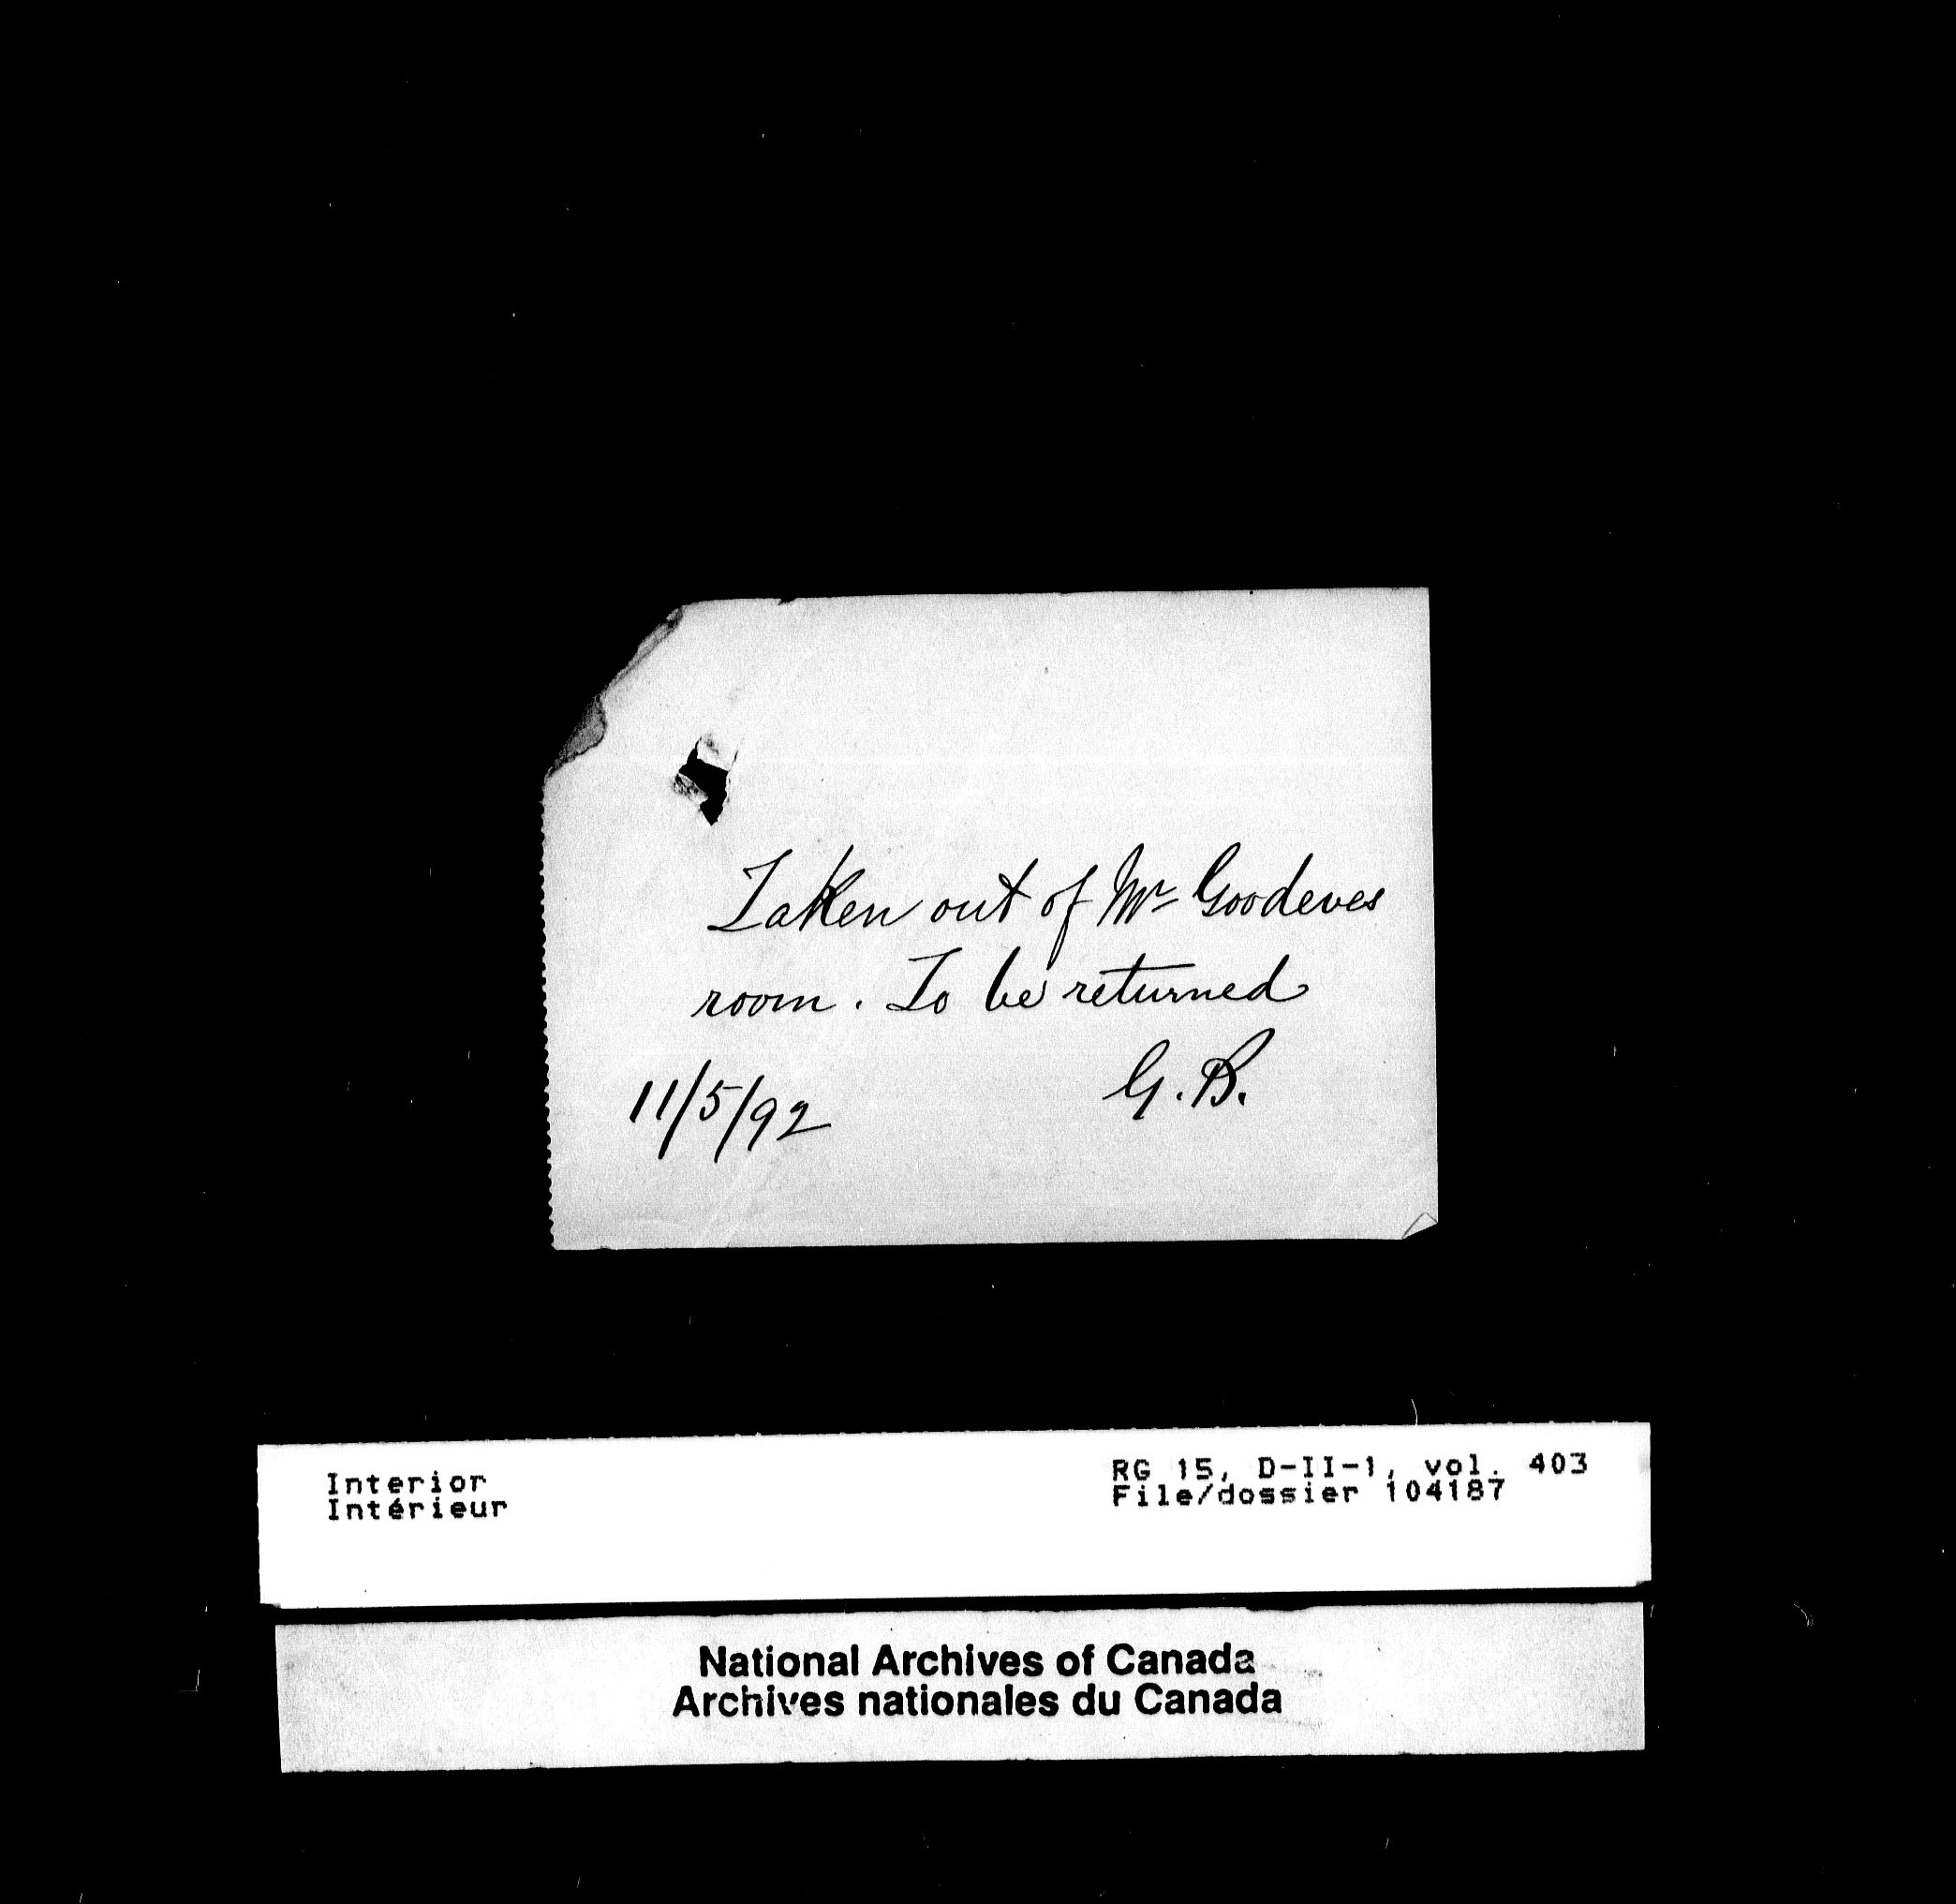 Taken out of Mr Goodeves
room. To be returned
G.B.
11/5/92
Interior
Intérieur
RG 15, D-II-1, vol. 403
File/dossier 104187
National Archives of Canada
Archives nationales du Canada